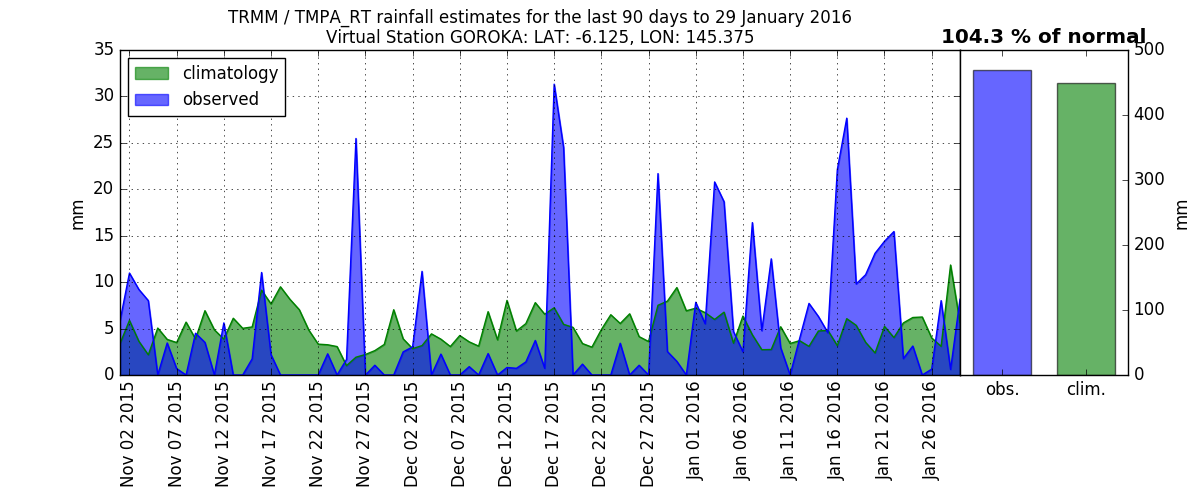 TRMM / TMPA_RT rainfall estimates for the last 90 days to 29 January 2016
Virtual Station GOROKA: LAT: -6.125, LON: 145.375
104.3 % of normal
climatology
observed
mm
35
30
25
20
15
10
5
0
Nov 02 2015
Nov 07 2015
Nov 12 2015
Nov 17 2015
Nov 22 2015
Nov 27 2015
Dec 02 2015
Dec 07 2015
Dec 12 2015
Dec 17 2015
Dec 22 2015
Dec 27 2015
Jan 01 2016
Jan 06 2016
Jan 11 2016
Jan 16 2016
Jan 21 2016
Jan 26 2016
obs.
clim.
500
400
300
200
100
0
mm